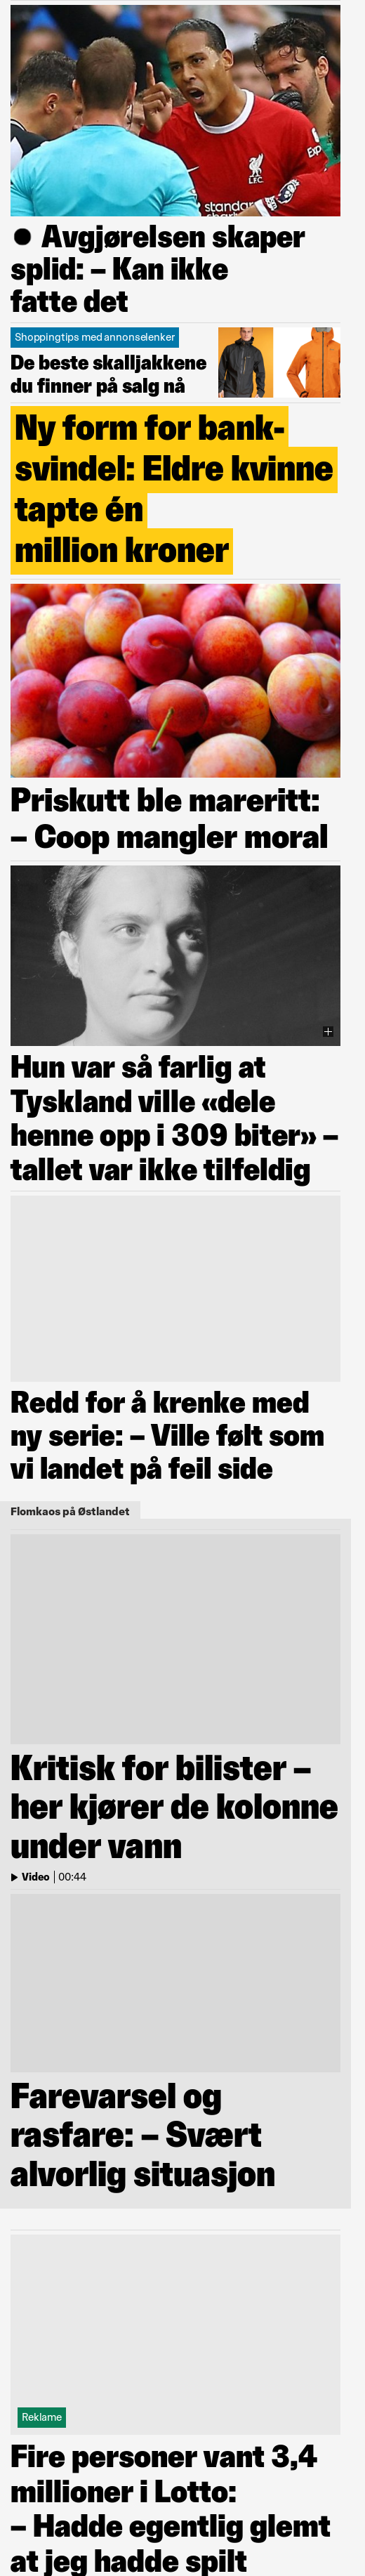 standard
chart
L.F.C.
Exp
● Avgjørelsen skaper
splid: – Kan ikke
fatte det
Shoppingtips med annonselenker
De beste skalljakkene
du finner på salg nå
Ny form for bank-
svindel: Eldre kvinne
tapte én
million kroner
Priskutt ble mareritt:
– Coop mangler moral
Hun var så farlig at
Tyskland ville «dele
henne opp i 309 biter» –
tallet var ikke tilfeldig
Redd for å krenke med
ny serie: – Ville følt som
vi landet på feil side
Flomkaos på Østlandet
Kritisk for bilister –
her kjører de kolonne
under vann
Video | 00:44
Farevarsel og
rasfare: – Svært
alvorlig situasjon
Reklame
Fire personer vant 3,4
millioner i Lotto:
– Hadde egentlig glemt
at jeg hadde spilt